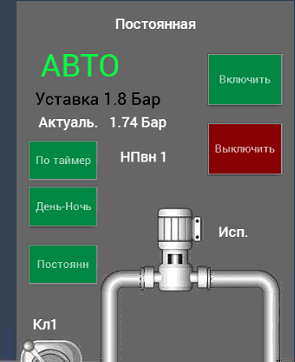 Постоянная
АВТО
Включить
Уставка 1.8 Бар
Актуаль. 1.74 Бар
Выключить
По таймер
НПвн 1
День-Ночь
Исп.
Постоянн
Кл1